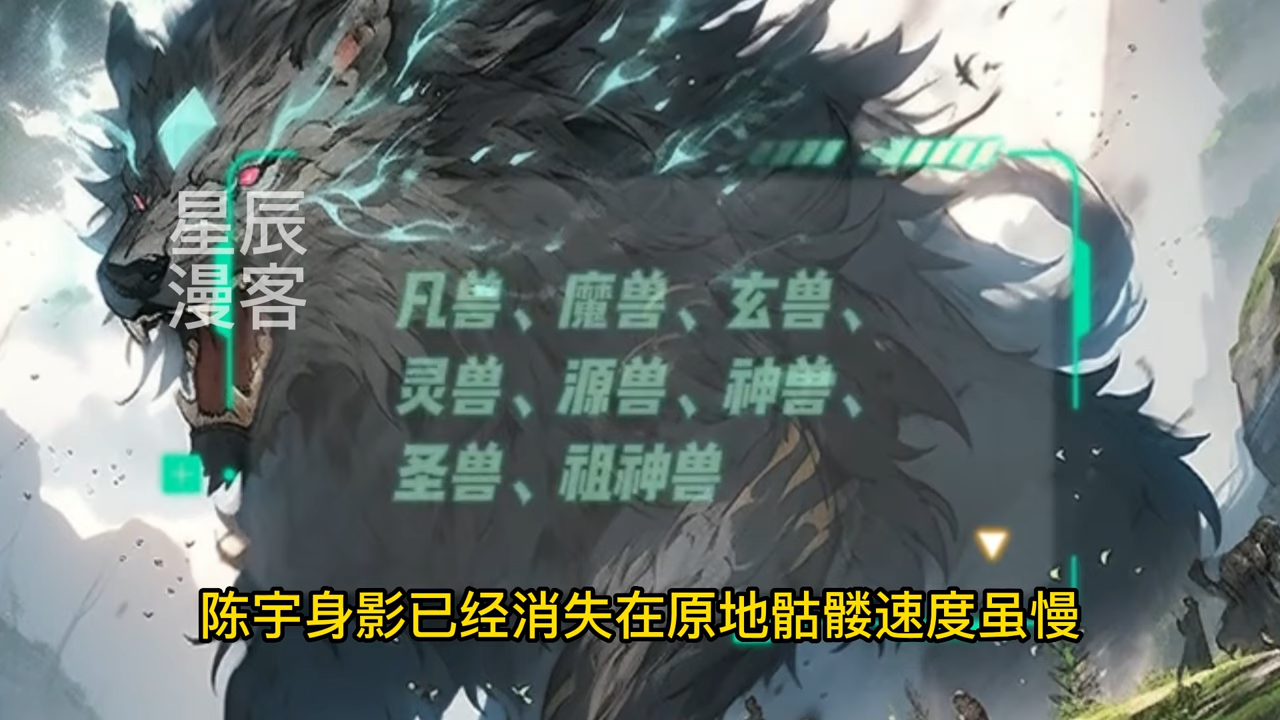 星辰
漫客
凡兽、魔兽、玄兽、
灵兽、源兽、神兽、
圣兽、祖神兽
陈宇身影已经消失在原地骷髅速度虽慢